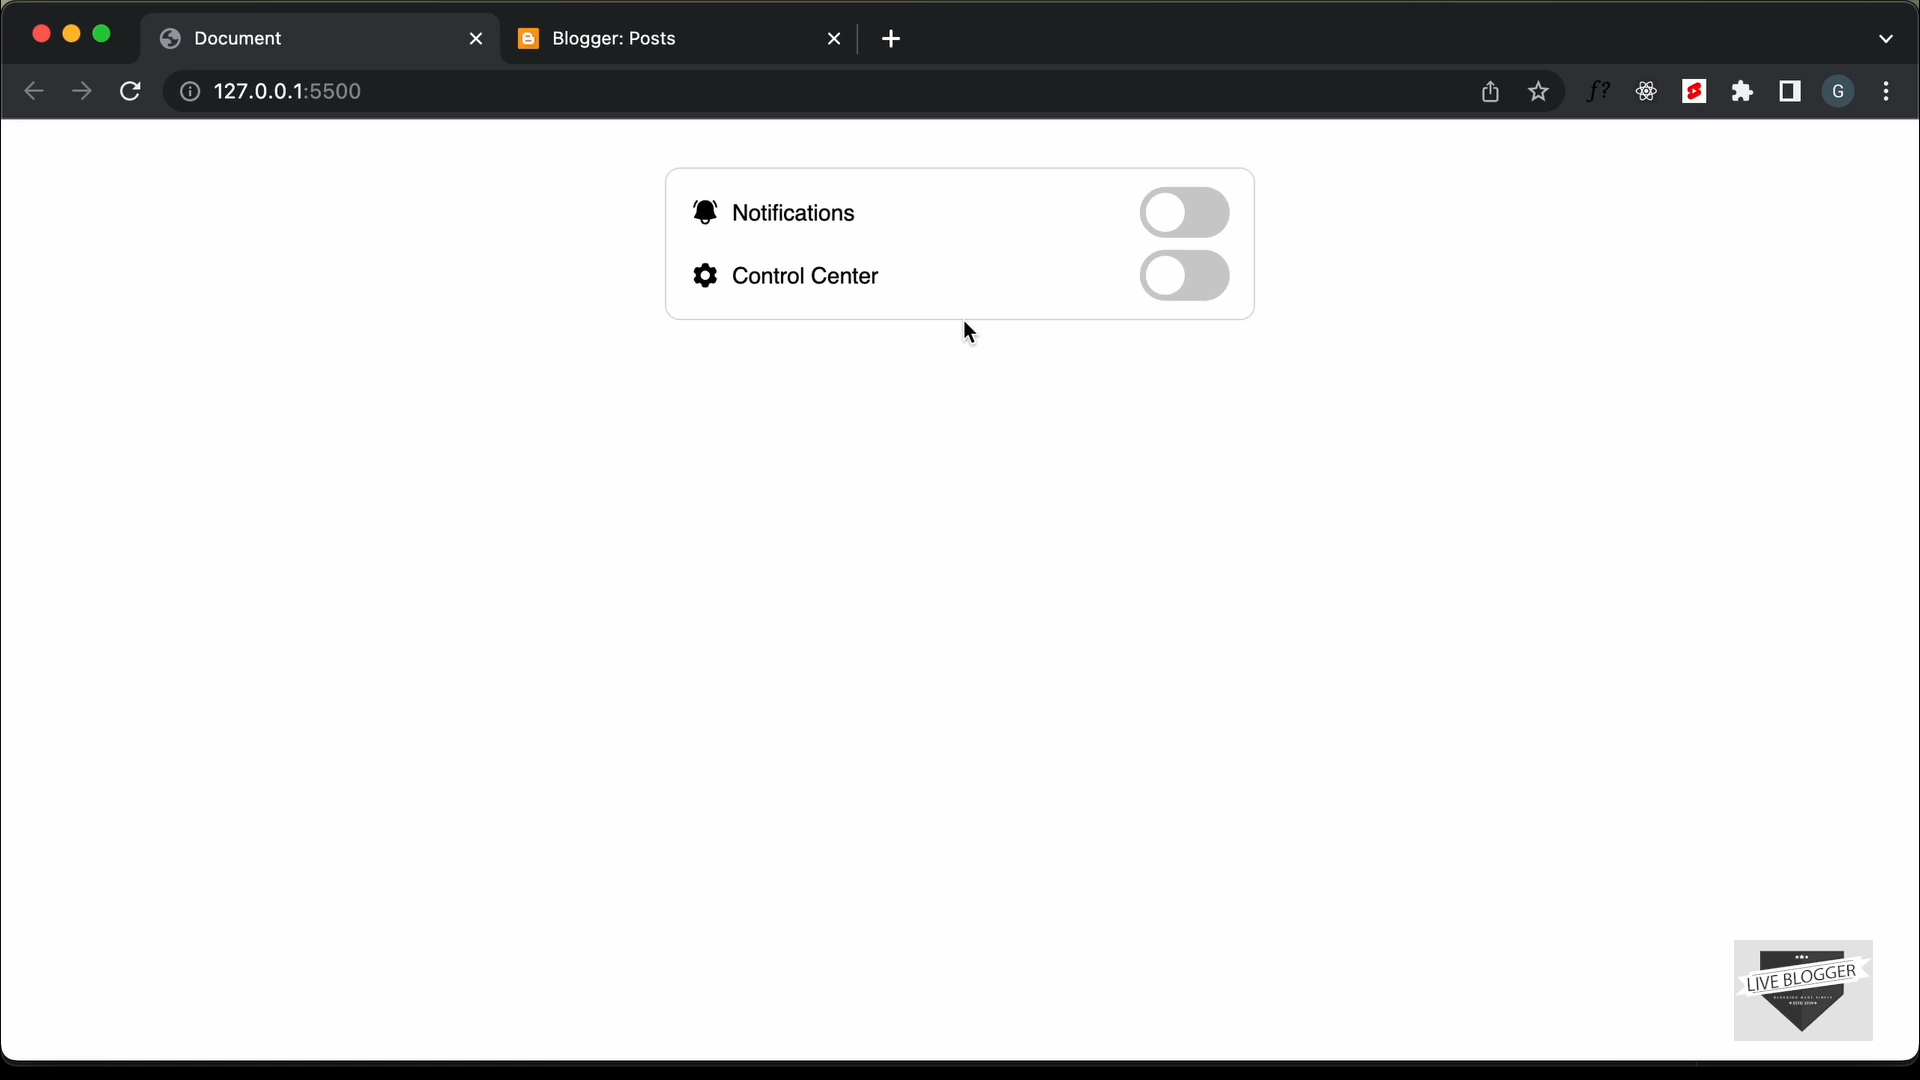 Document
Blogger: Posts
127.0.0.1:5500
f?
G
Notifications
Control Center
LIVE BLOGGER